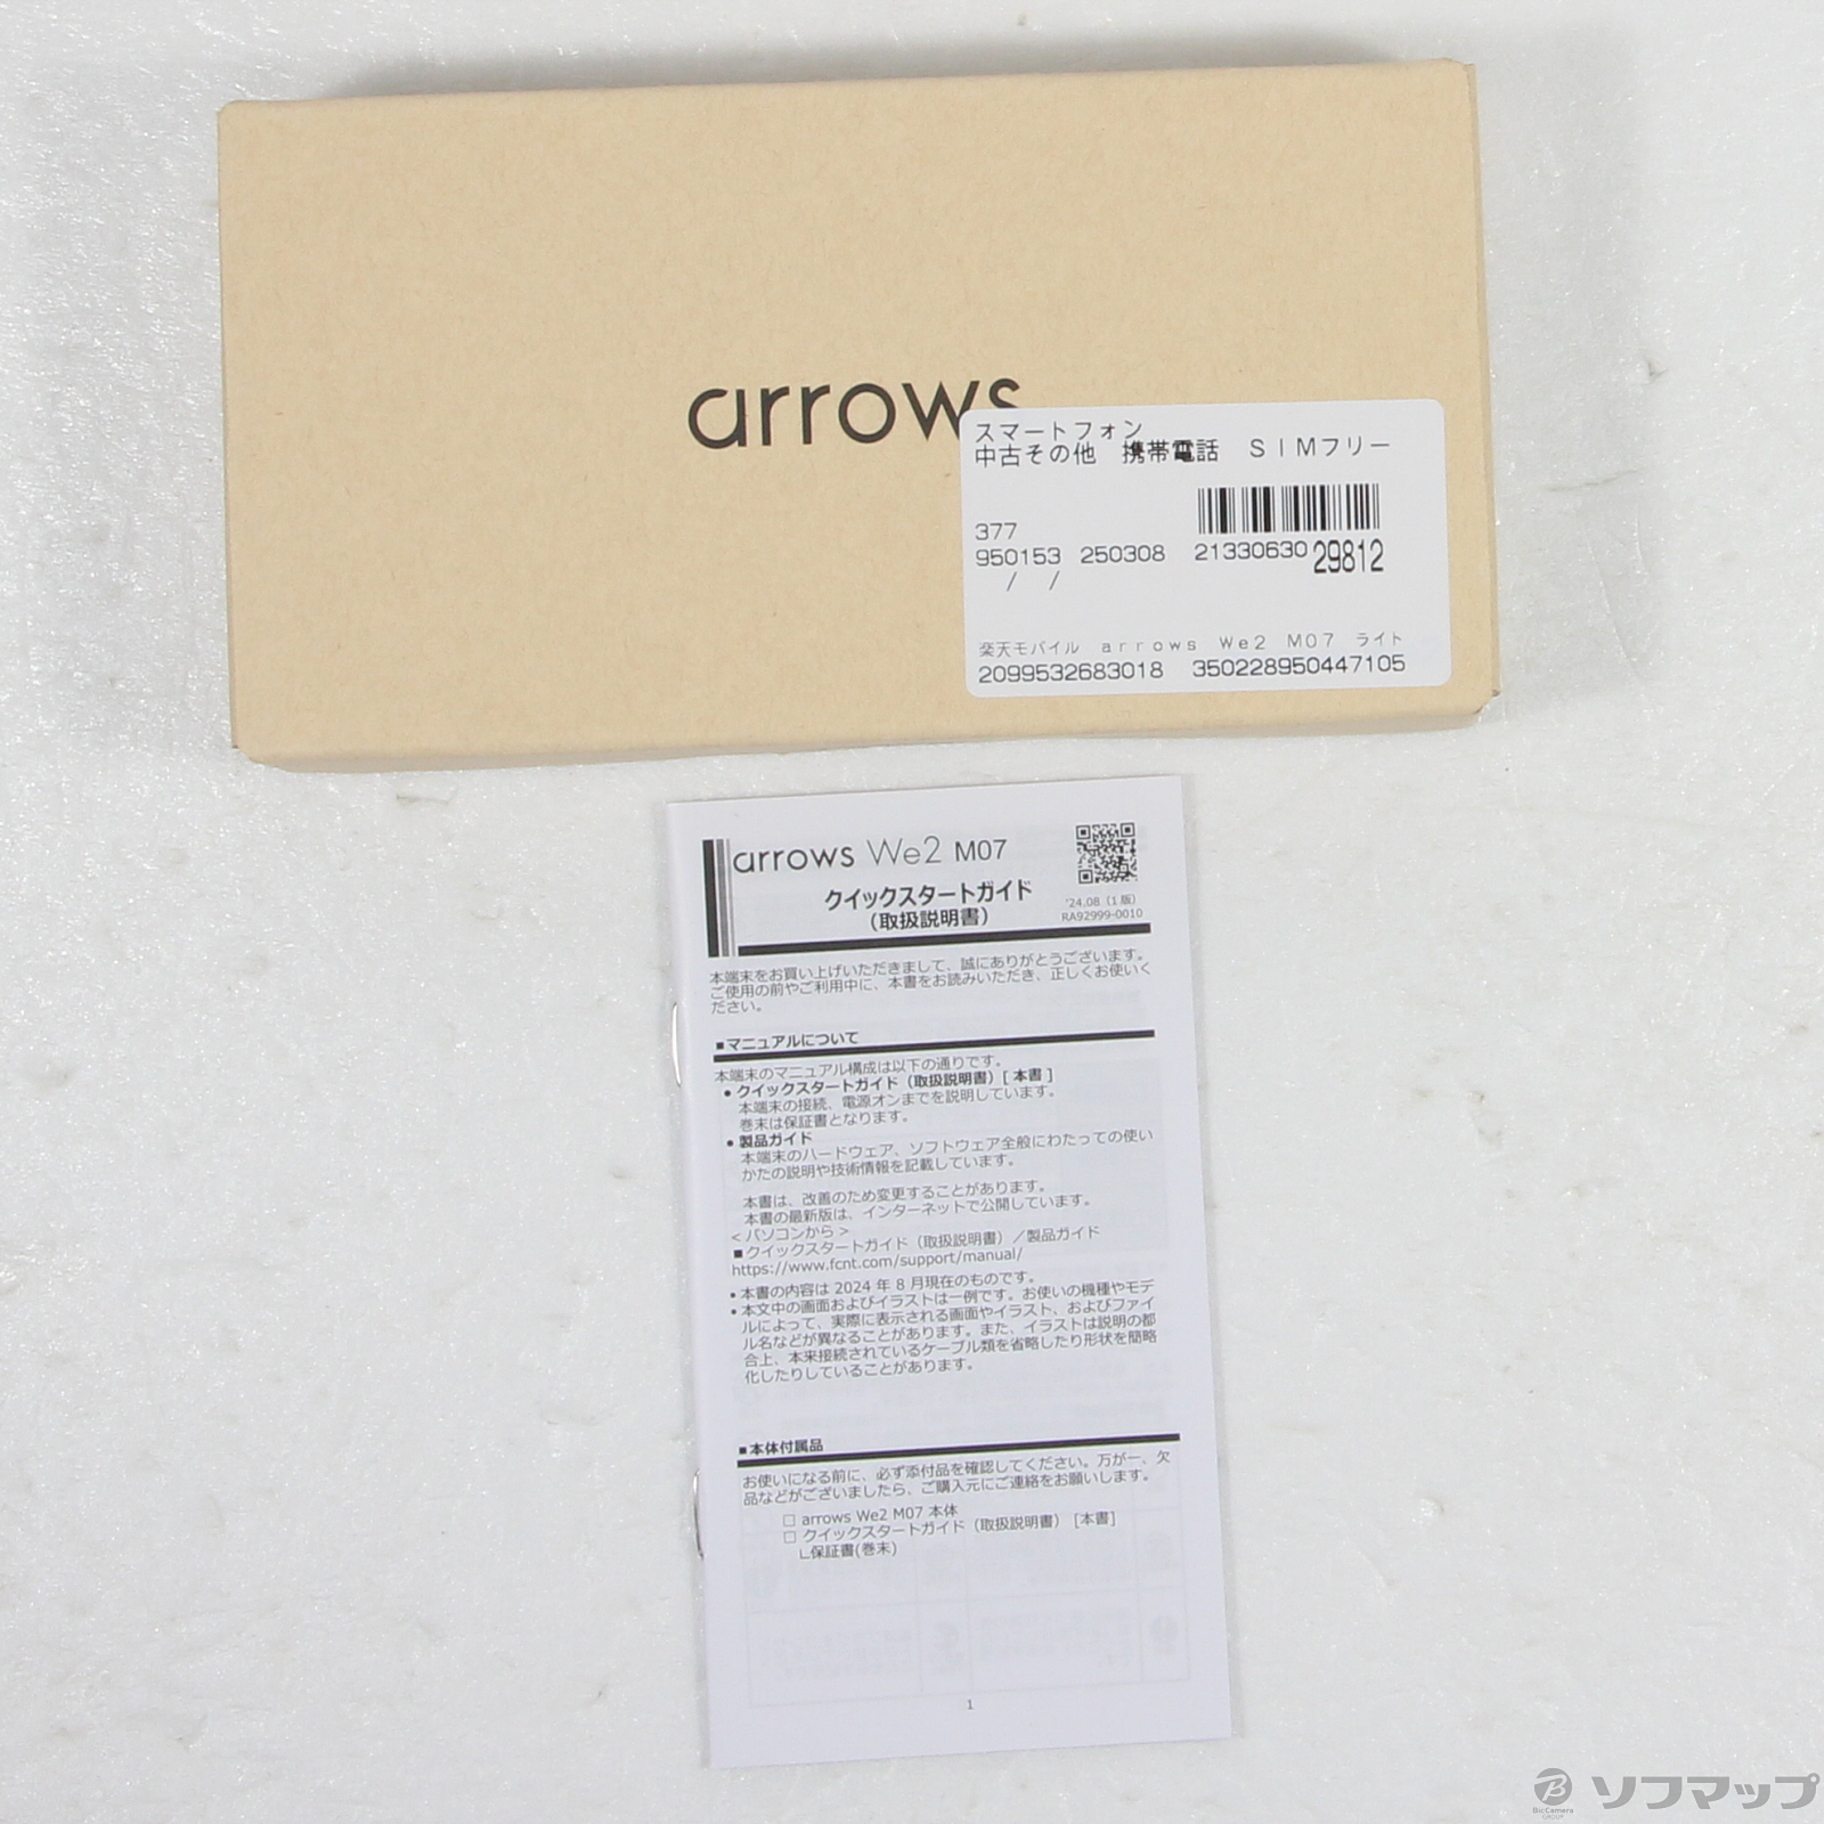 arrows
スマートフォン
中古その他 携帯電話 SIMフリー
377
950153 250308 2133063029812
/ /
楽天モバイル arrows We2 M07 ライト
2099532683018 350228950447105
arrows We2 M07
クイックスタートガイド
（取扱説明書）
'24.08（1版）
RA92999-0010
本端末をお買い上げいただきまして、誠にありがとうございます。
ご使用の前やご利用中に、本書をお読みいただき、正しくお使いく
ださい。
■マニュアルについて
本端末のマニュアル構成は以下の通りです。
● クイックスタートガイド（取扱説明書）[ 本書 ]
本端末の接続、電源オンまでを説明しています。
巻末は保証書となります。
● 製品ガイド
本端末のハードウェア、ソフトウェア全般にわたっての使い
かたの説明や技術情報を記載しています。
本書は、改善のため変更することがあります。
本書の最新版は、インターネットで公開しています。
< パソコンから >
■クイックスタートガイド（取扱説明書）／製品ガイド
https://www.fcnt.com/support/manual/
• 本書の内容は 2024 年 8 月現在のものです。
• 本文中の画面およびイラストは一例です。お使いの機種やモデ
ルによって、実際に表示される画面やイラスト、およびファイ
ル名などが異なることがあります。また、イラストは説明の都
合上、本来接続されているケーブル類を省略したり形状を簡略
化したりしていることがあります。
■本体付属品
お使いになる前に、必ず添付品を確認してください。万が一、欠
品などがございましたら、ご購入元にご連絡をお願いします。
□ arrows We2 M07 本体
□ クイックスタートガイド（取扱説明書） [本書]
∟保証書(巻末)
1
BicCamera
GROUP
ソフマップ